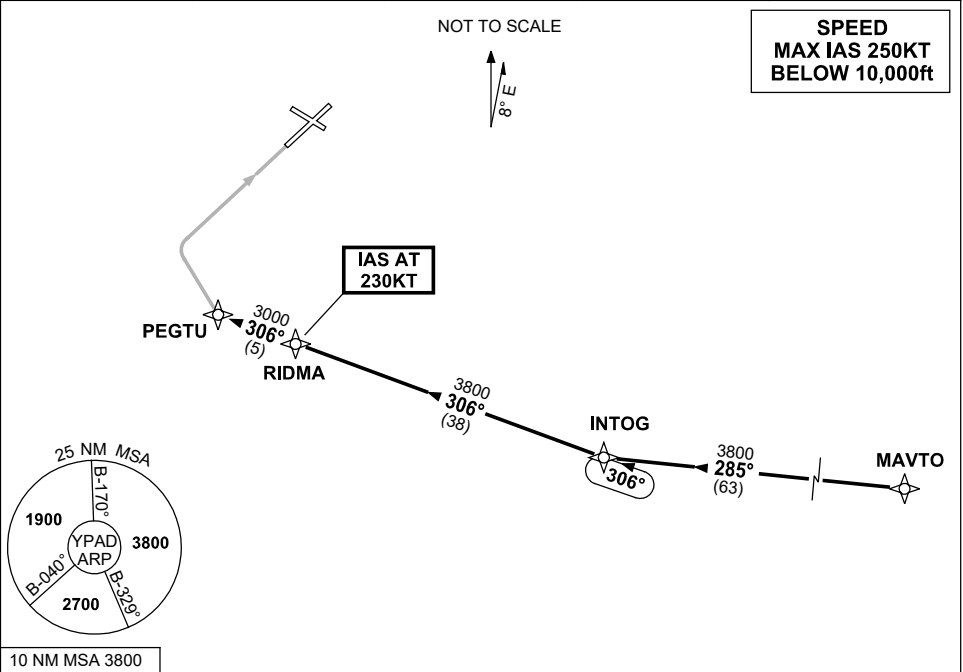 NOT TO SCALE
8° E
SPEED
MAX IAS 250KT
BELOW 10,000ft
IAS AT
230KT
PEGTU
3000
306°
(5)
RIDMA
3800
306°
(38)
INTOG
306°
3800
285°
(63)
MAVTO
25 NM MSA
B-170°
1900
YPAD
ARP
3800
B-040°
B-329°
2700
10 NM MSA 3800